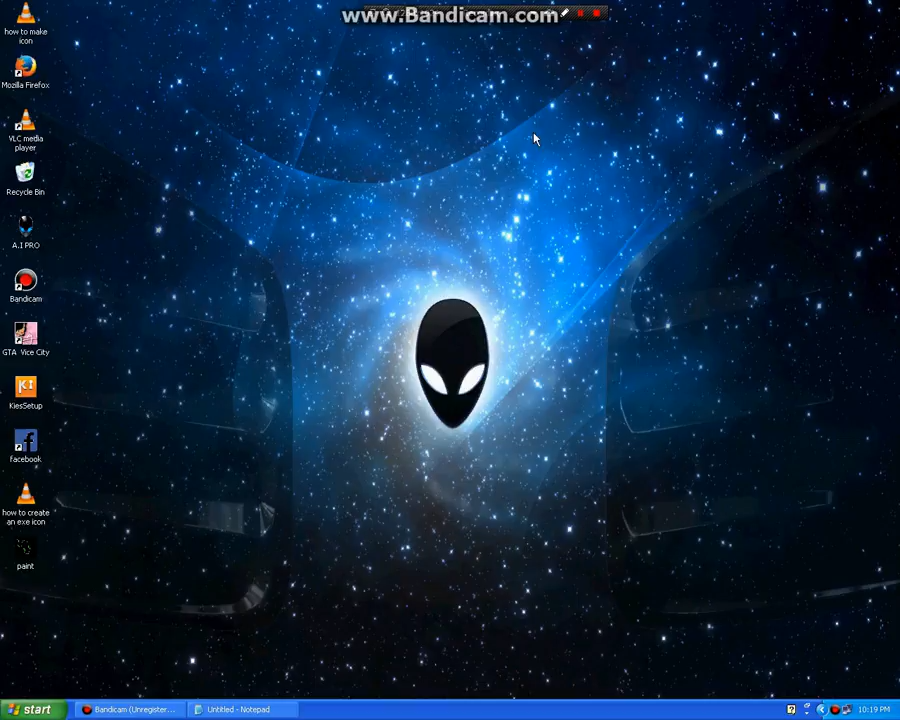 www.Bandicam.com
how to make
icon
Mozilla Firefox
VLC media
player
Recycle Bin
A.I PRO
Bandicam
GTA Vice City
KiesSetup
facebook
how to create
an exe icon
paint
start
Bandicam (Unregister...
Untitled - Notepad
10:19 PM